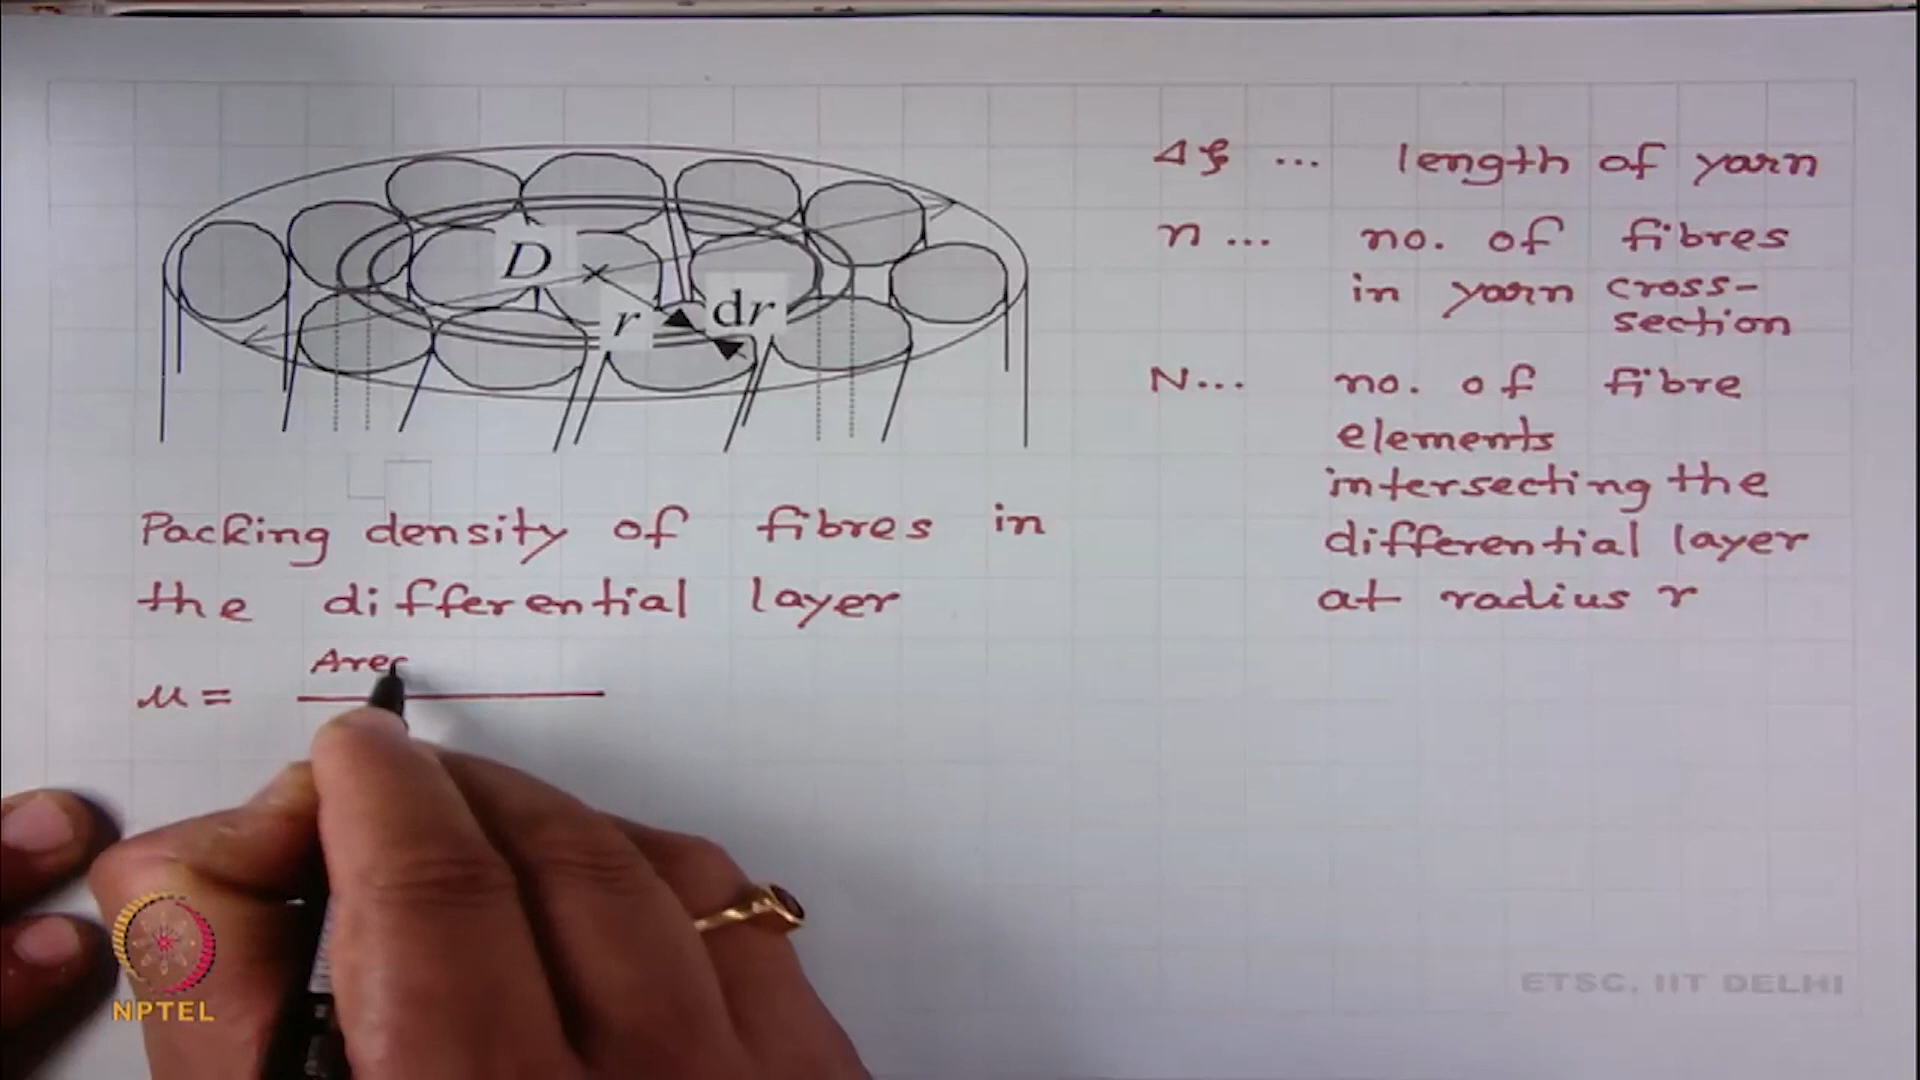 D
r
dr
Δξ ... length of yarn
n ... no. of fibres
in yarn cross-
section
N... no. of fibre
elements
intersecting the
differential layer
at radius r
Packing density of fibres in
the differential layer
Area
μ =
NPTEL
ETSC, IIT DELHI